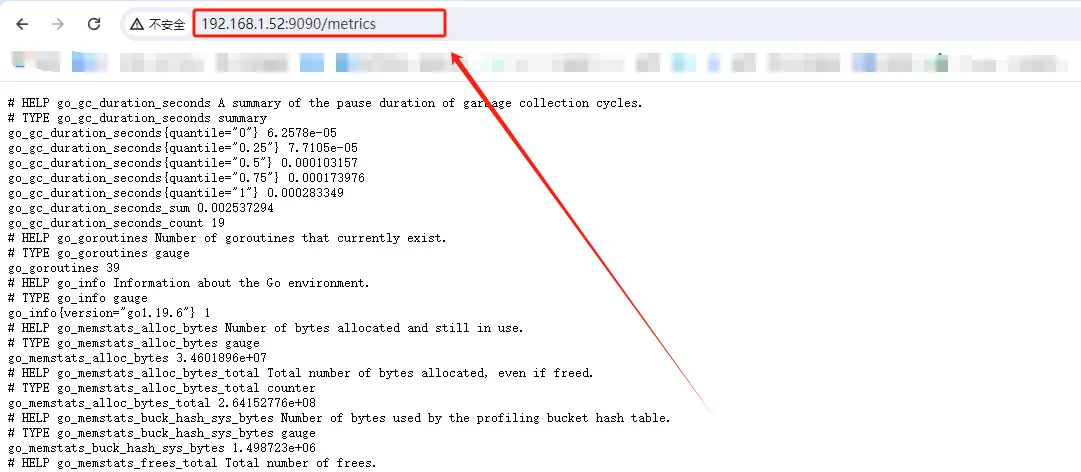 不安全 192.168.1.52:9090/metrics
# HELP go_gc_duration_seconds A summary of the pause duration of garbage collection cycles.
# TYPE go_gc_duration_seconds summary
go_gc_duration_seconds{quantile="0"} 6.2578e-05
go_gc_duration_seconds{quantile="0.25"} 7.7105e-05
go_gc_duration_seconds{quantile="0.5"} 0.000103157
go_gc_duration_seconds{quantile="0.75"} 0.000173976
go_gc_duration_seconds{quantile="1"} 0.000283349
go_gc_duration_seconds_sum 0.002537294
go_gc_duration_seconds_count 19
# HELP go_goroutines Number of goroutines that currently exist.
# TYPE go_goroutines gauge
go_goroutines 39
# HELP go_info Information about the Go environment.
# TYPE go_info gauge
go_info{version="go1.19.6"} 1
# HELP go_memstats_alloc_bytes Number of bytes allocated and still in use.
# TYPE go_memstats_alloc_bytes gauge
go_memstats_alloc_bytes 3.4601896e+07
# HELP go_memstats_alloc_bytes_total Total number of bytes allocated, even if freed.
# TYPE go_memstats_alloc_bytes_total counter
go_memstats_alloc_bytes_total 2.64152776e+08
# HELP go_memstats_buck_hash_sys_bytes Number of bytes used by the profiling bucket hash table.
# TYPE go_memstats_buck_hash_sys_bytes gauge
go_memstats_buck_hash_sys_bytes 1.498723e+06
# HELP go_memstats_frees_total Total number of frees.